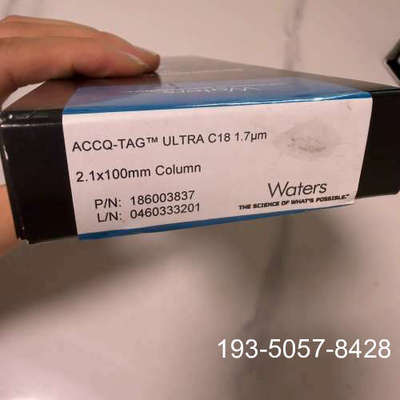 ACCQ-TAG™ ULTRA C18 1.7µm
2.1x100mm Column
P/N: 186003837
L/N: 0460333201
Waters
THE SCIENCE OF WHAT'S POSSIBLE.™
193-5057-8428